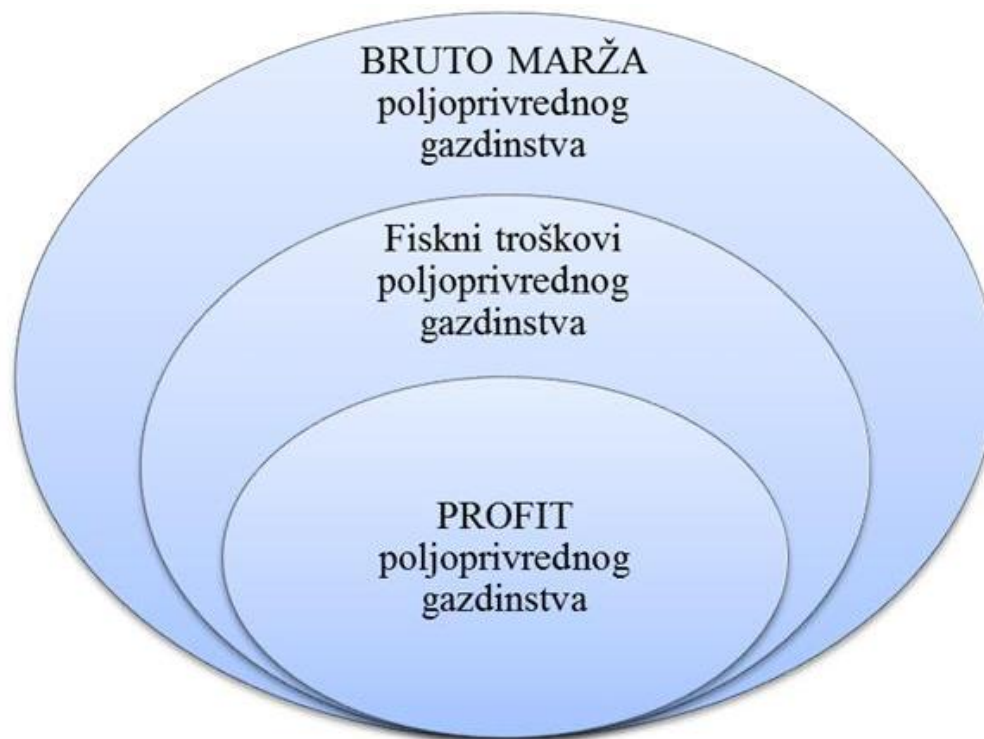 BRUTO MARŽA
poljoprivrednog
gazdinstva
Fiskni troškovi
poljoprivrednog
gazdinstva
PROFIT
poljoprivrednog
gazdinstva